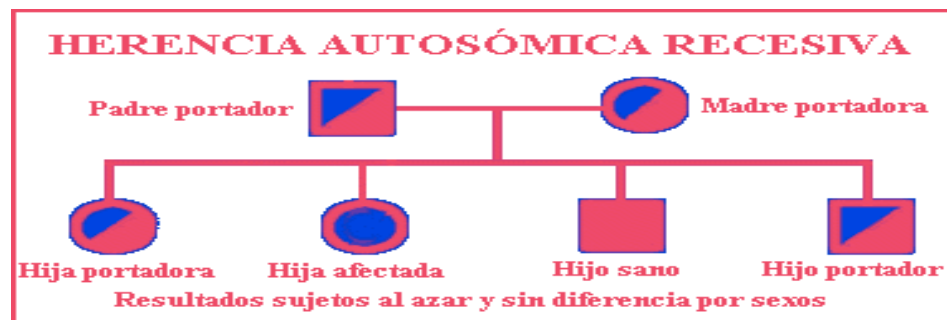 HERENCIA AUTOSÓMICA RECESIVA
Padre portador
Madre portadora
Hija portadora
Hija afectada
Hijo sano
Hijo portador
Resultados sujetos al azar y sin diferencia por sexos